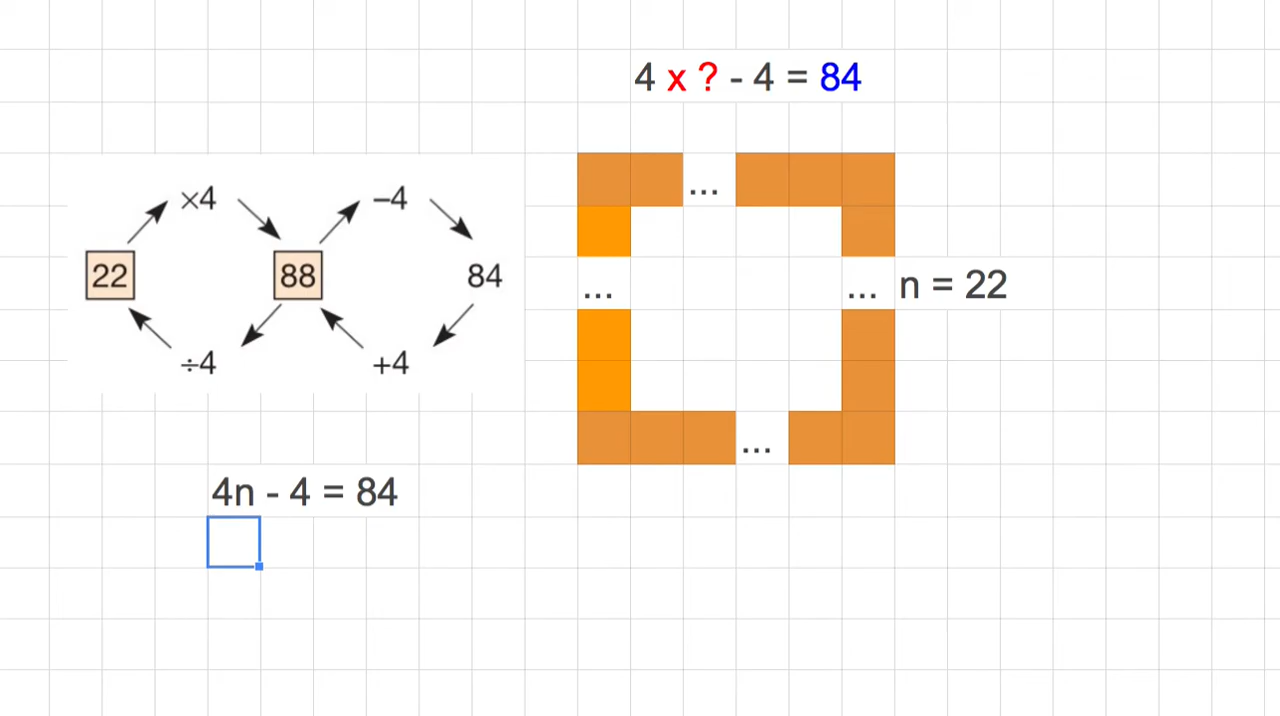 4 x ? - 4 = 84
×4 −4
22 88 84
÷4 +4
...
... ... n = 22
...
4n - 4 = 84